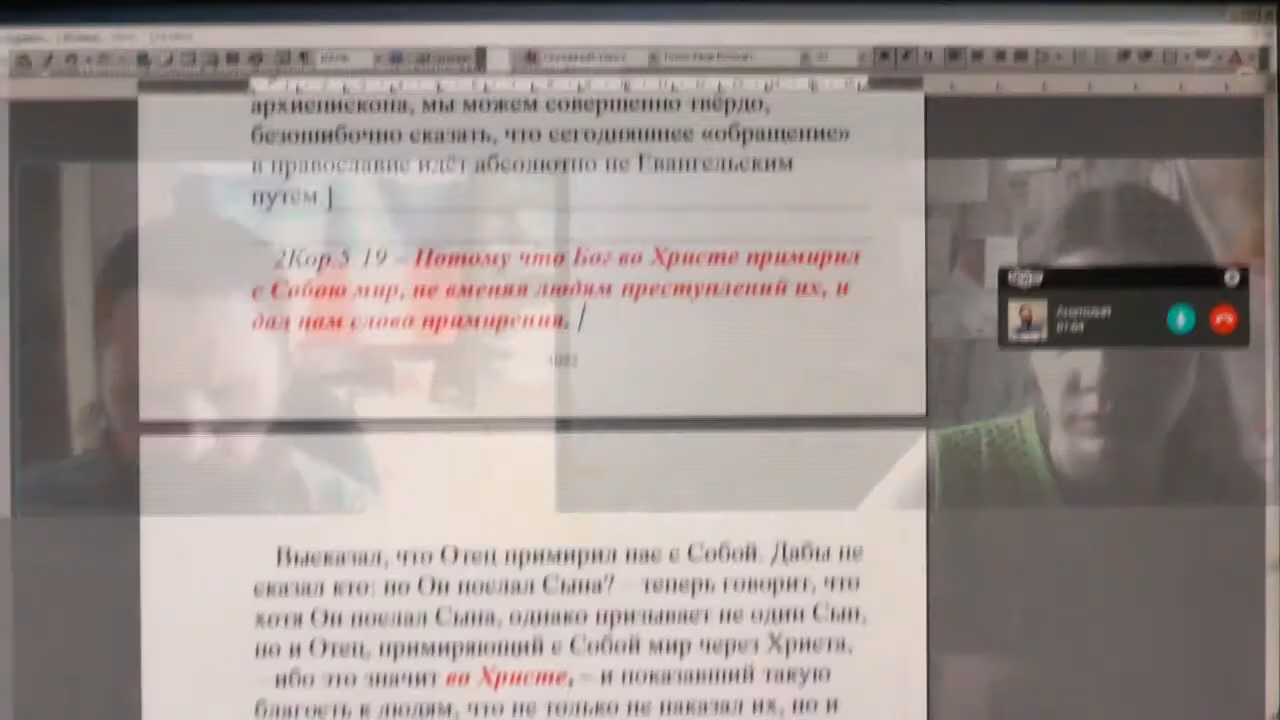 архиепископа, мы можем совершенно твёрдо,
безошибочно сказать, что сегодняшнее «обращение»
в православие идёт абсолютно не Евангельским
путём.]
2Кор.5 19 – Потому что Бог во Христе примирил
с Собою мир, не вменяя людям преступлений их, и
дал нам слово примирения.
Высказал, что Отец примирил нас с Собой. Дабы не
сказал кто: но Он послал Сына? – теперь говорит, что
хотя Он послал Сына, однако призывает не один Сын,
но и Отец, примиряющий с Собой мир через Христа,
– ибо это значит во Христе, – и показавший такую
благость к людям, что не только не наказал их, но и